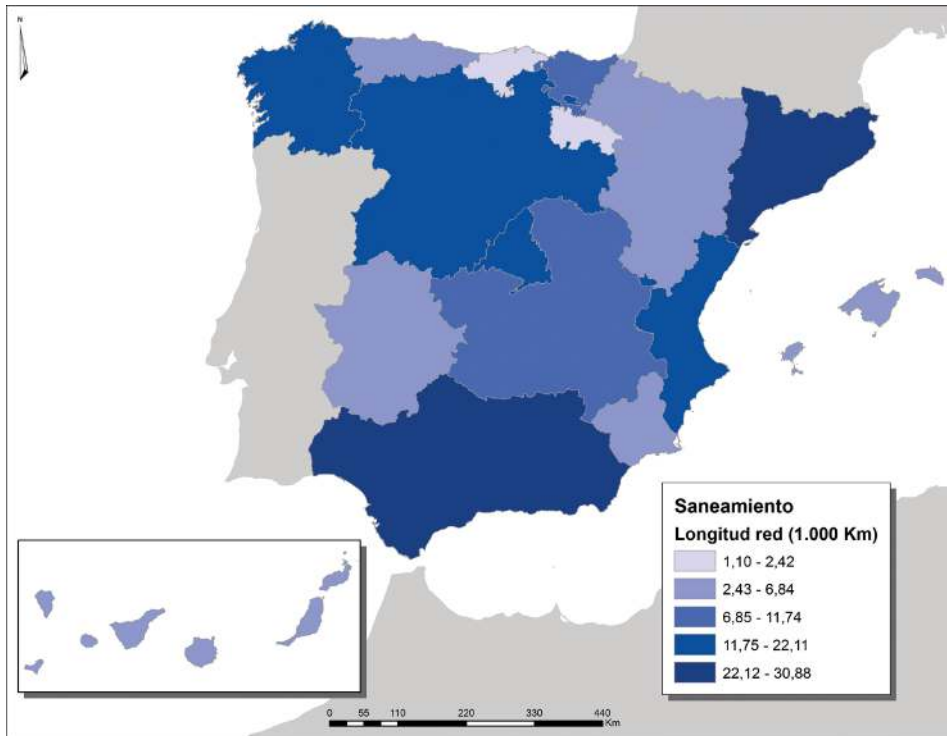 N
Saneamiento
Longitud red (1.000 Km)
1,10 - 2,42
2,43 - 6,84
6,85 - 11,74
11,75 - 22,11
22,12 - 30,88
0 55 110 220 330 440
Km